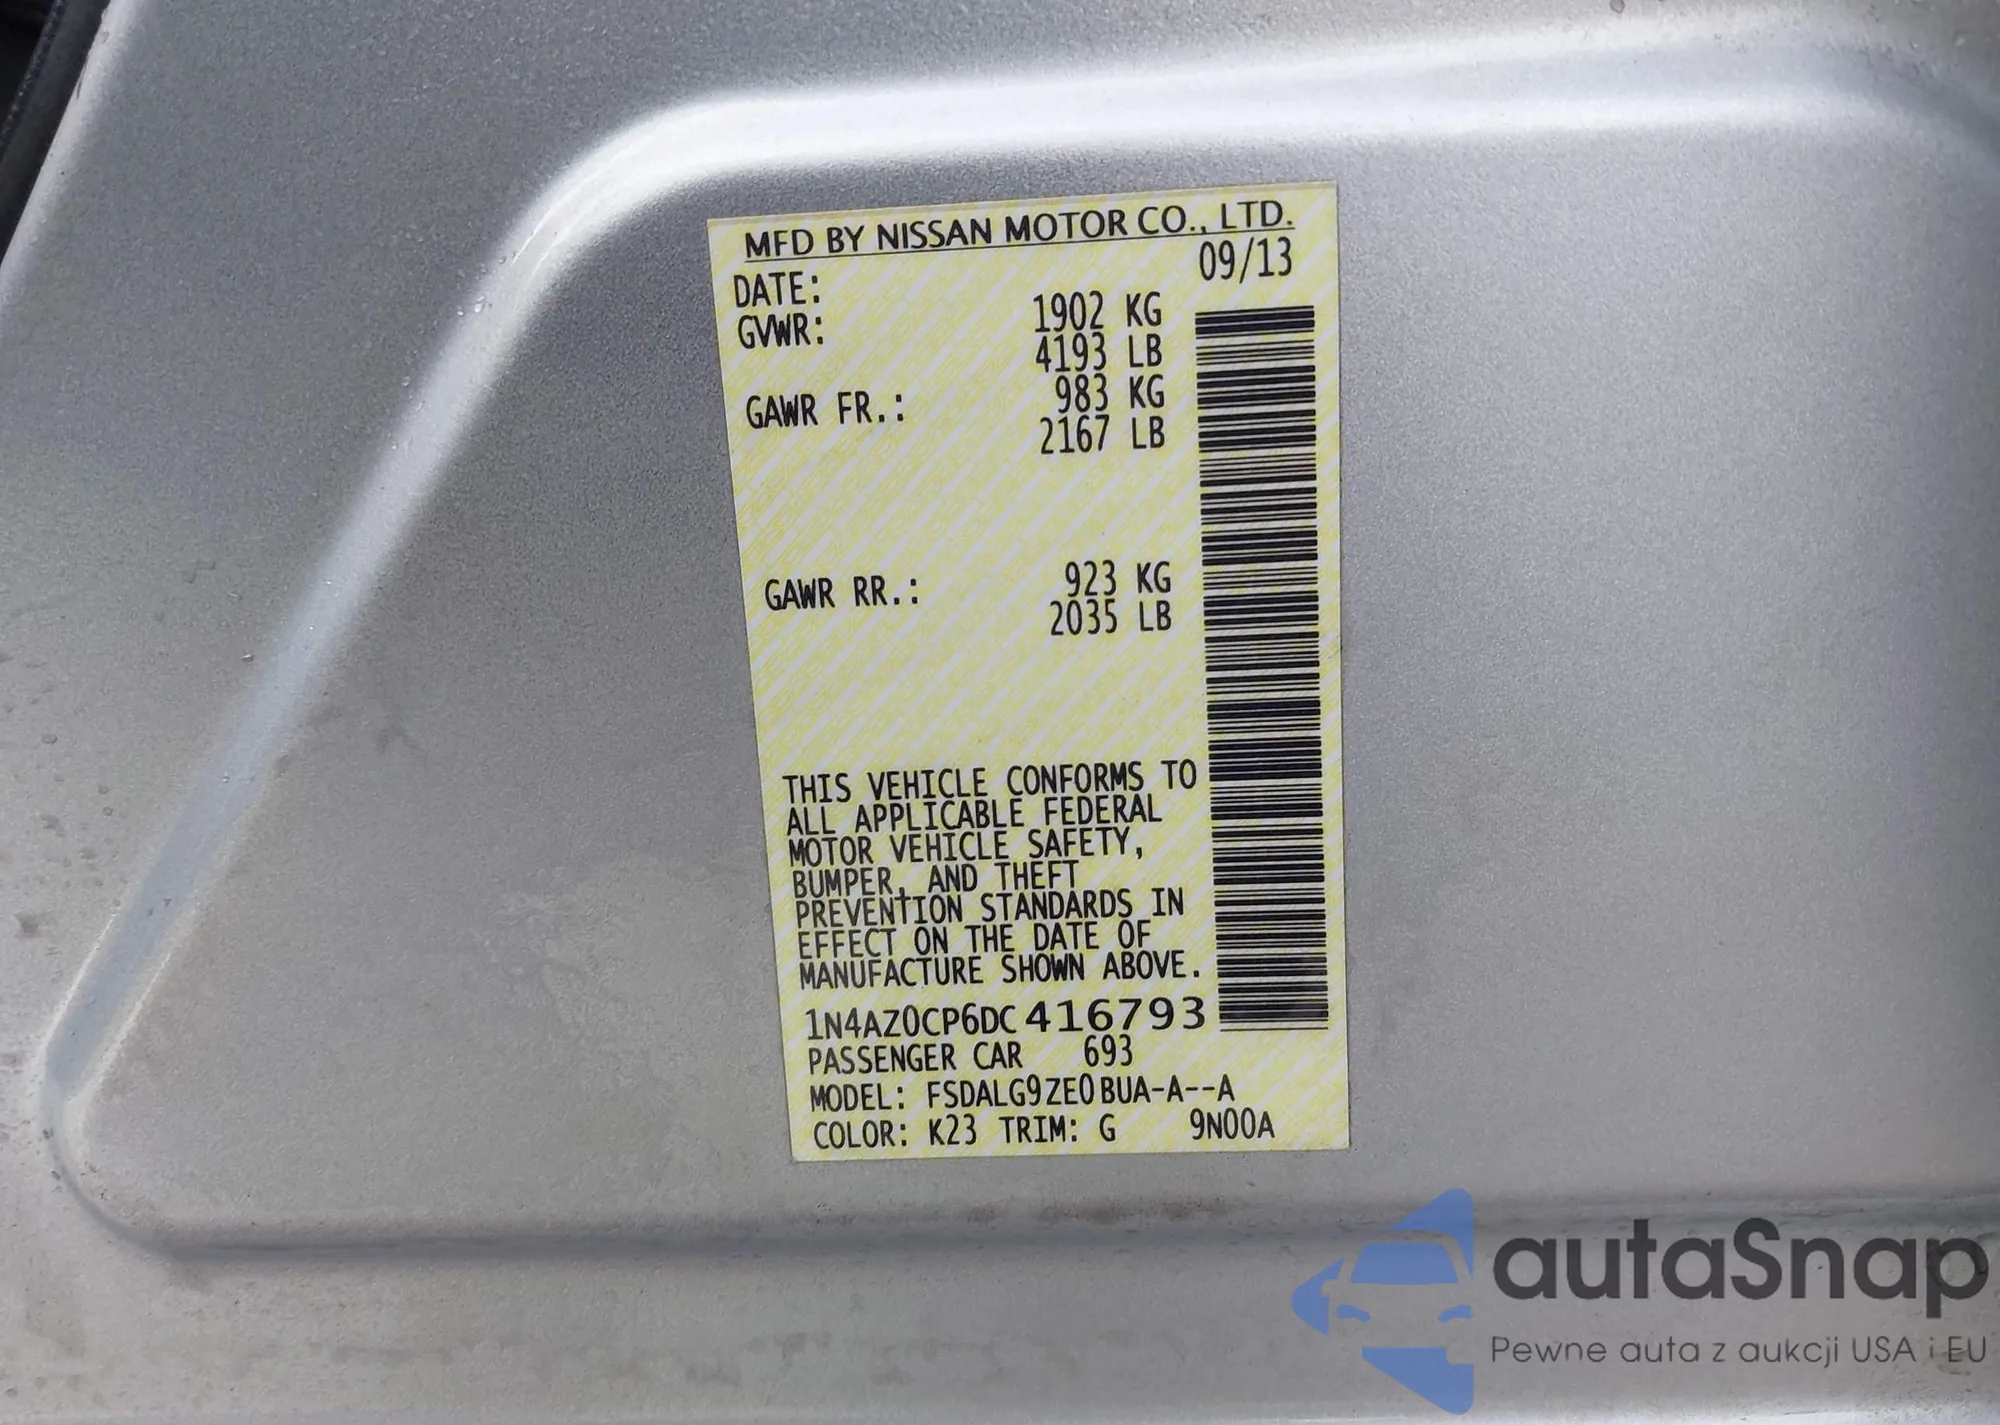 MFD BY NISSAN MOTOR CO., LTD.
DATE: 09/13
GVWR: 1902 KG
4193 LB
GAWR FR.: 983 KG
2167 LB
GAWR RR.: 923 KG
2035 LB
THIS VEHICLE CONFORMS TO
ALL APPLICABLE FEDERAL
MOTOR VEHICLE SAFETY,
BUMPER, AND THEFT
PREVENTION STANDARDS IN
EFFECT ON THE DATE OF
MANUFACTURE SHOWN ABOVE.
1N4AZ0CP6DC416793
PASSENGER CAR 693
MODEL: FSDALG9ZE0BUA-A--A
COLOR: K23 TRIM: G 9N00A
autaSnap
Pewne auta z aukcji USA i EU